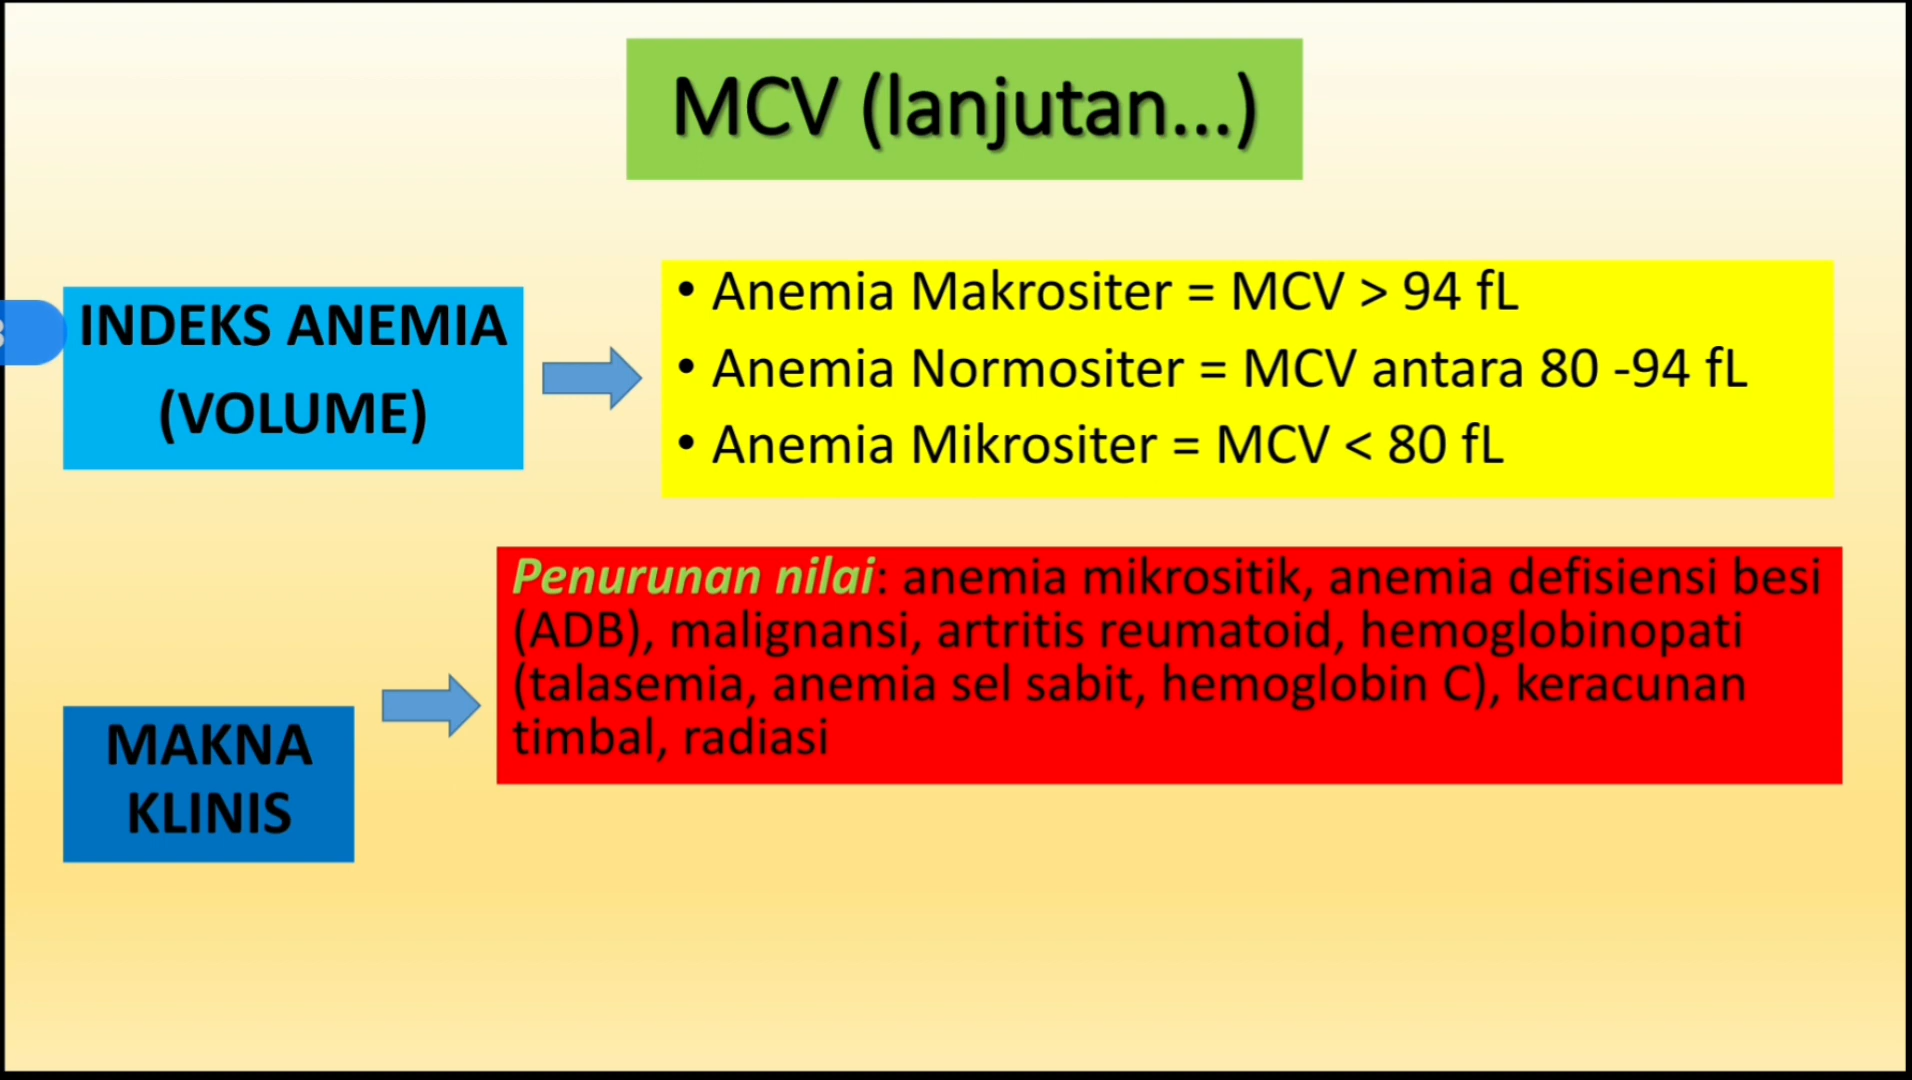 MCV (lanjutan...)
INDEKS ANEMIA
(VOLUME)
• Anemia Makrositer = MCV > 94 fL
• Anemia Normositer = MCV antara 80 -94 fL
• Anemia Mikrositer = MCV < 80 fL
MAKNA
KLINIS
Penurunan nilai: anemia mikrositik, anemia defisiensi besi
(ADB), malignansi, artritis reumatoid, hemoglobinopati
(talasemia, anemia sel sabit, hemoglobin C), keracunan
timbal, radiasi